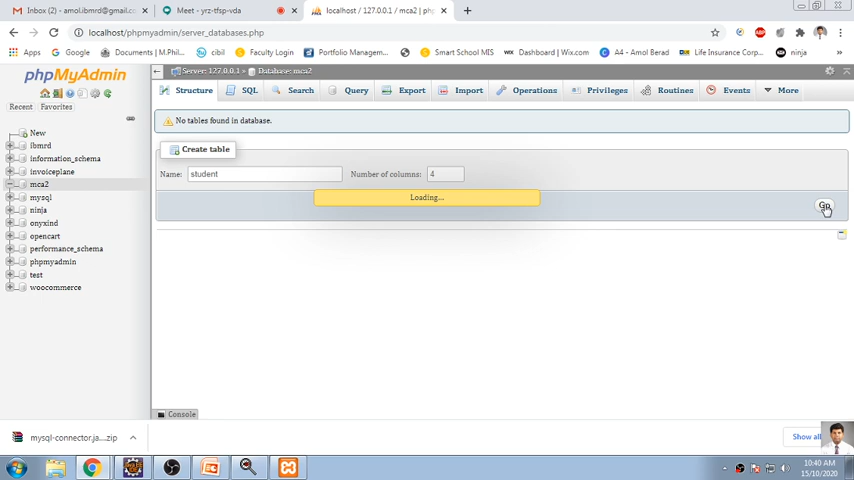 Inbox (2) - amol.ibmrd@gmail.co
Meet - yrz-tfsp-vda
localhost / 127.0.0.1 / mca2 | ph
localhost/phpmyadmin/server_databases.php
Apps
G
Google
Documents | M.Phil...
cibil
Faculty Login
Portfolio Managem...
Smart School MIS
Dashboard | Wix.com
A4 - Amol Berad
Life Insurance Corp...
ninja
phpMyAdmin
Recent
Favorites
New
ibmrd
information_schema
invoiceplane
mca2
mysql
ninja
onyxind
opencart
performance_schema
phpmyadmin
test
woocommerce
Server: 127.0.0.1 » Database: mca2
Structure
SQL
Search
Query
Export
Import
Operations
Privileges
Routines
Events
More
No tables found in database.
Create table
Name: student
Number of columns: 4
Loading...
Go
Console
mysql-connector.ja....zip
Show all
10:40 AM
15/10/2020